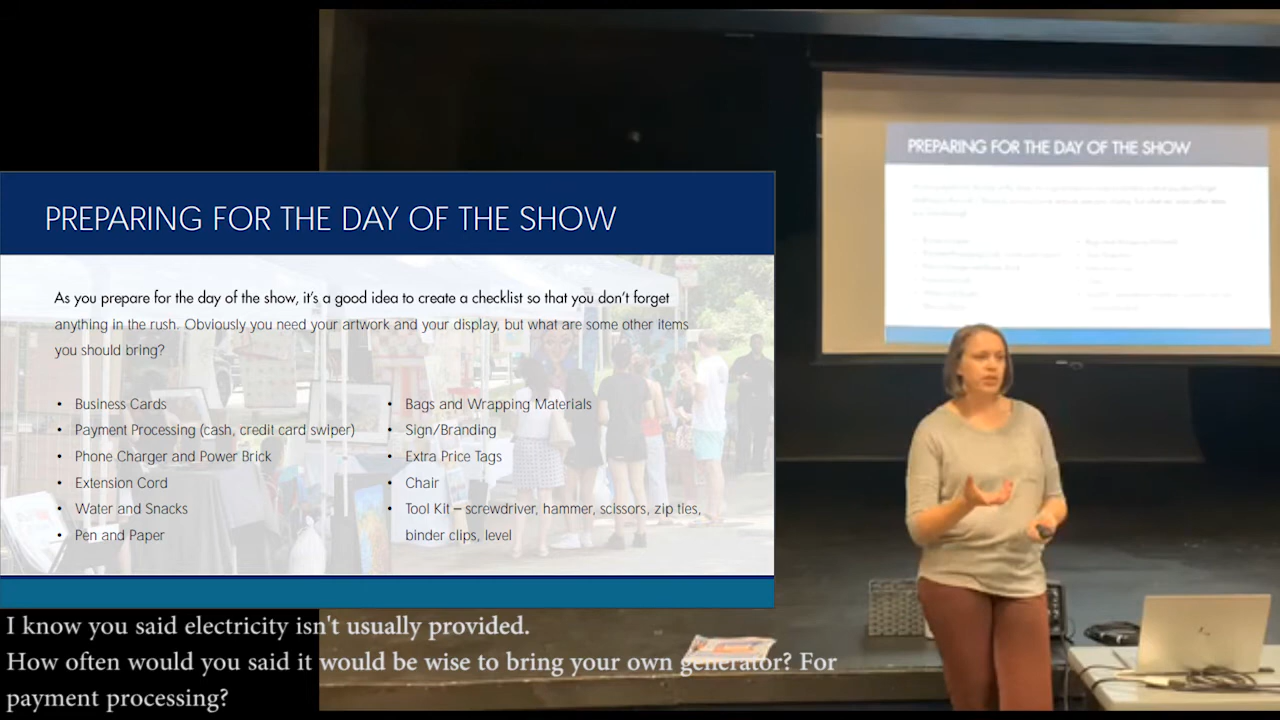 PREPARING FOR THE DAY OF THE SHOW
As you prepare for the day of the show, it's a good idea to create a checklist so that you don't forget
anything in the rush. Obviously you need your artwork and your display, but what are some other items
you should bring?
• Business Cards
• Payment Processing (cash, credit card swiper)
• Phone Charger and Power Brick
• Extension Cord
• Water and Snacks
• Pen and Paper
• Bags and Wrapping Materials
• Sign/Branding
• Extra Price Tags
• Chair
• Tool Kit – screwdriver, hammer, scissors, zip ties,
binder clips, level
PREPARING FOR THE DAY OF THE SHOW
I know you said electricity isn't usually provided.
How often would you said it would be wise to bring your own generator? For
payment processing?